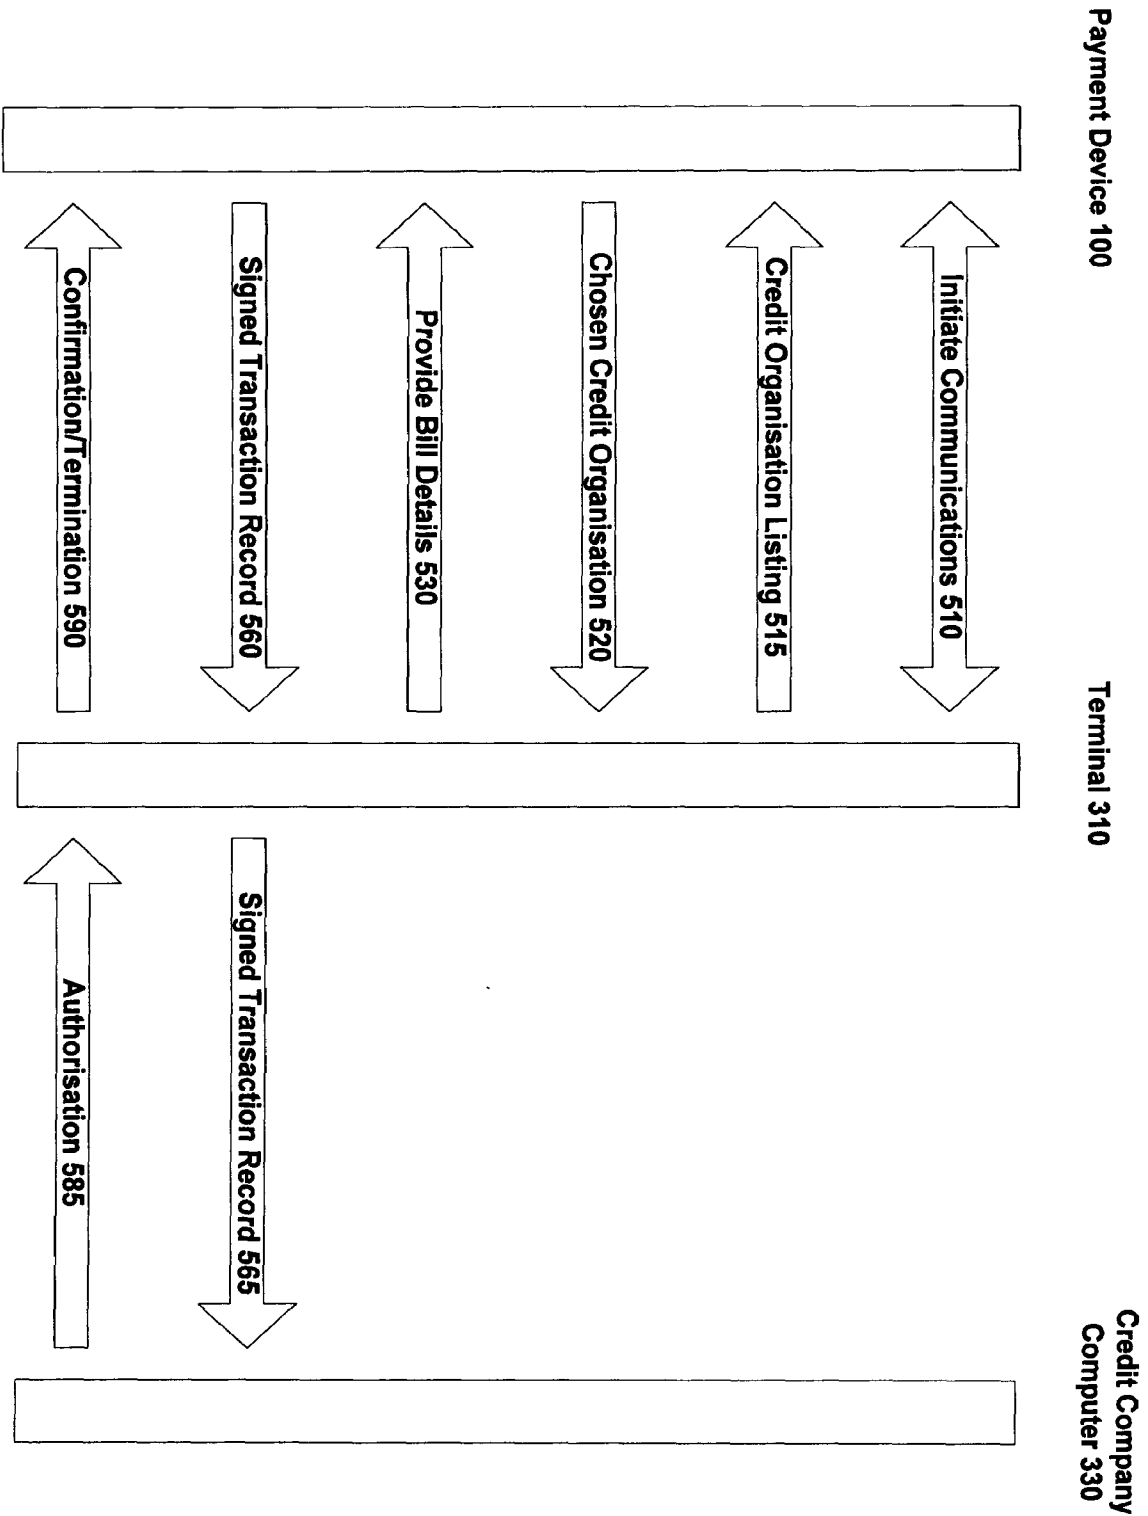 Payment Device 100
Terminal 310
Credit Company
Computer 330
Initiate Communications 510
Credit Organisation Listing 515
Chosen Credit Organisation 520
Provide Bill Details 530
Signed Transaction Record 560
Signed Transaction Record 565
Confirmation/Termination 590
Authorisation 585